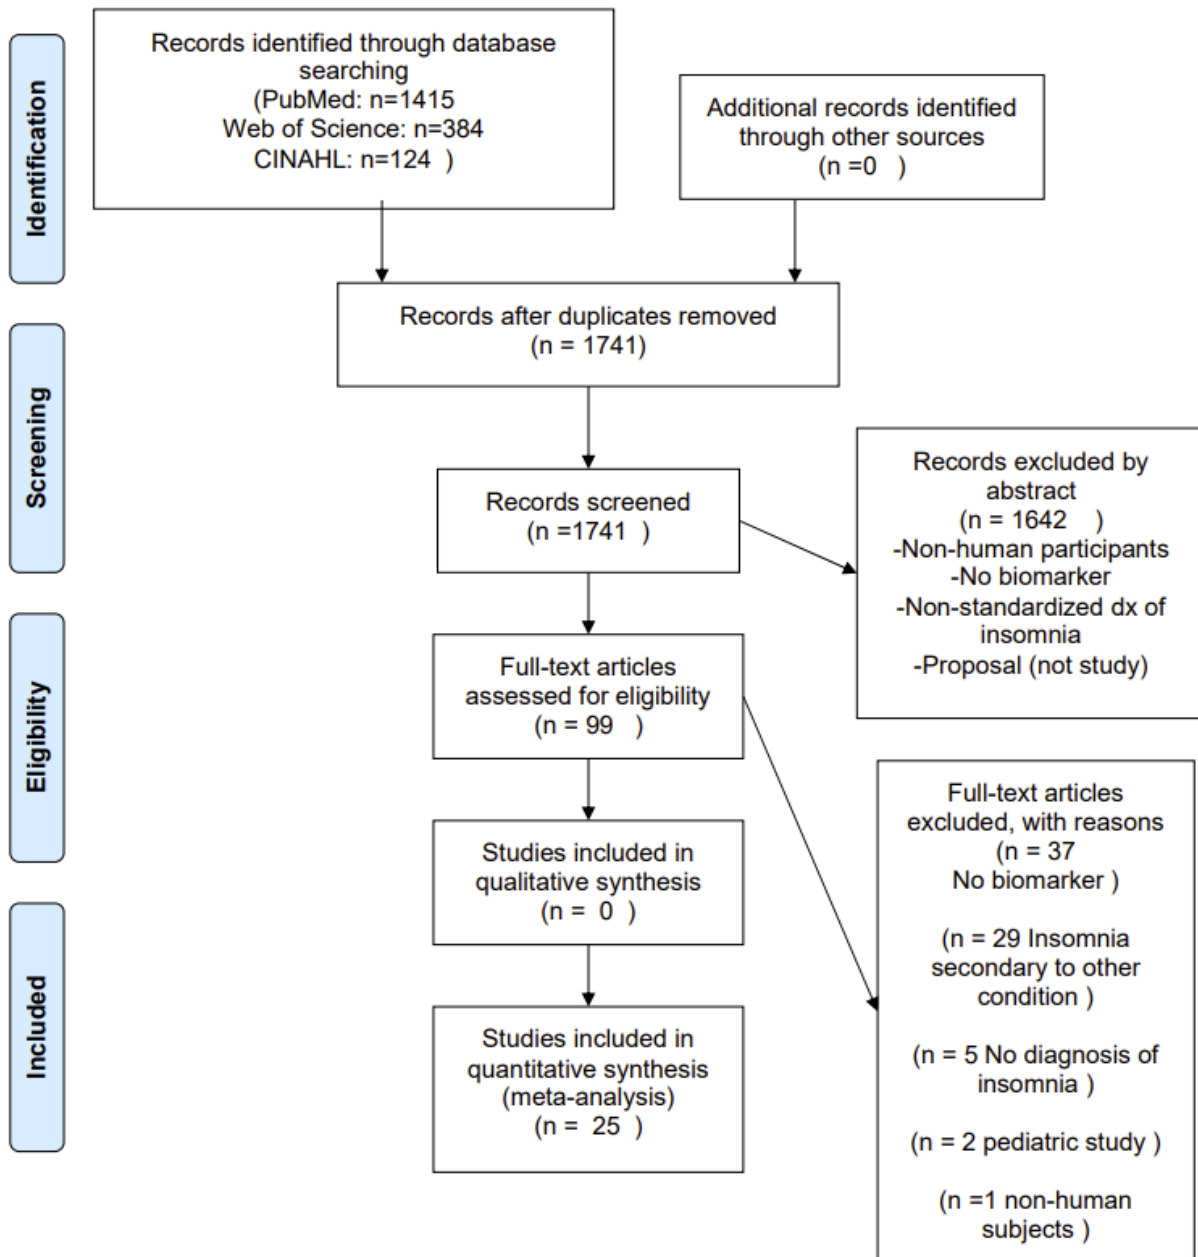 Identification
Records identified through database
searching
(PubMed: n=1415
Web of Science: n=384
CINAHL: n=124 )
Additional records identified
through other sources
(n =0 )
Records after duplicates removed
(n = 1741)
Screening
Records screened
(n =1741 )
Records excluded by
abstract
(n = 1642 )
-Non-human participants
-No biomarker
-Non-standardized dx of
insomnia
-Proposal (not study)
Eligibility
Full-text articles
assessed for eligibility
(n = 99 )
Full-text articles
excluded, with reasons
(n = 37
No biomarker )
(n = 29 Insomnia
secondary to other
condition )
(n = 5 No diagnosis of
insomnia )
(n = 2 pediatric study )
(n =1 non-human
subjects )
Studies included in
qualitative synthesis
(n = 0 )
Included
Studies included in
quantitative synthesis
(meta-analysis)
(n = 25 )